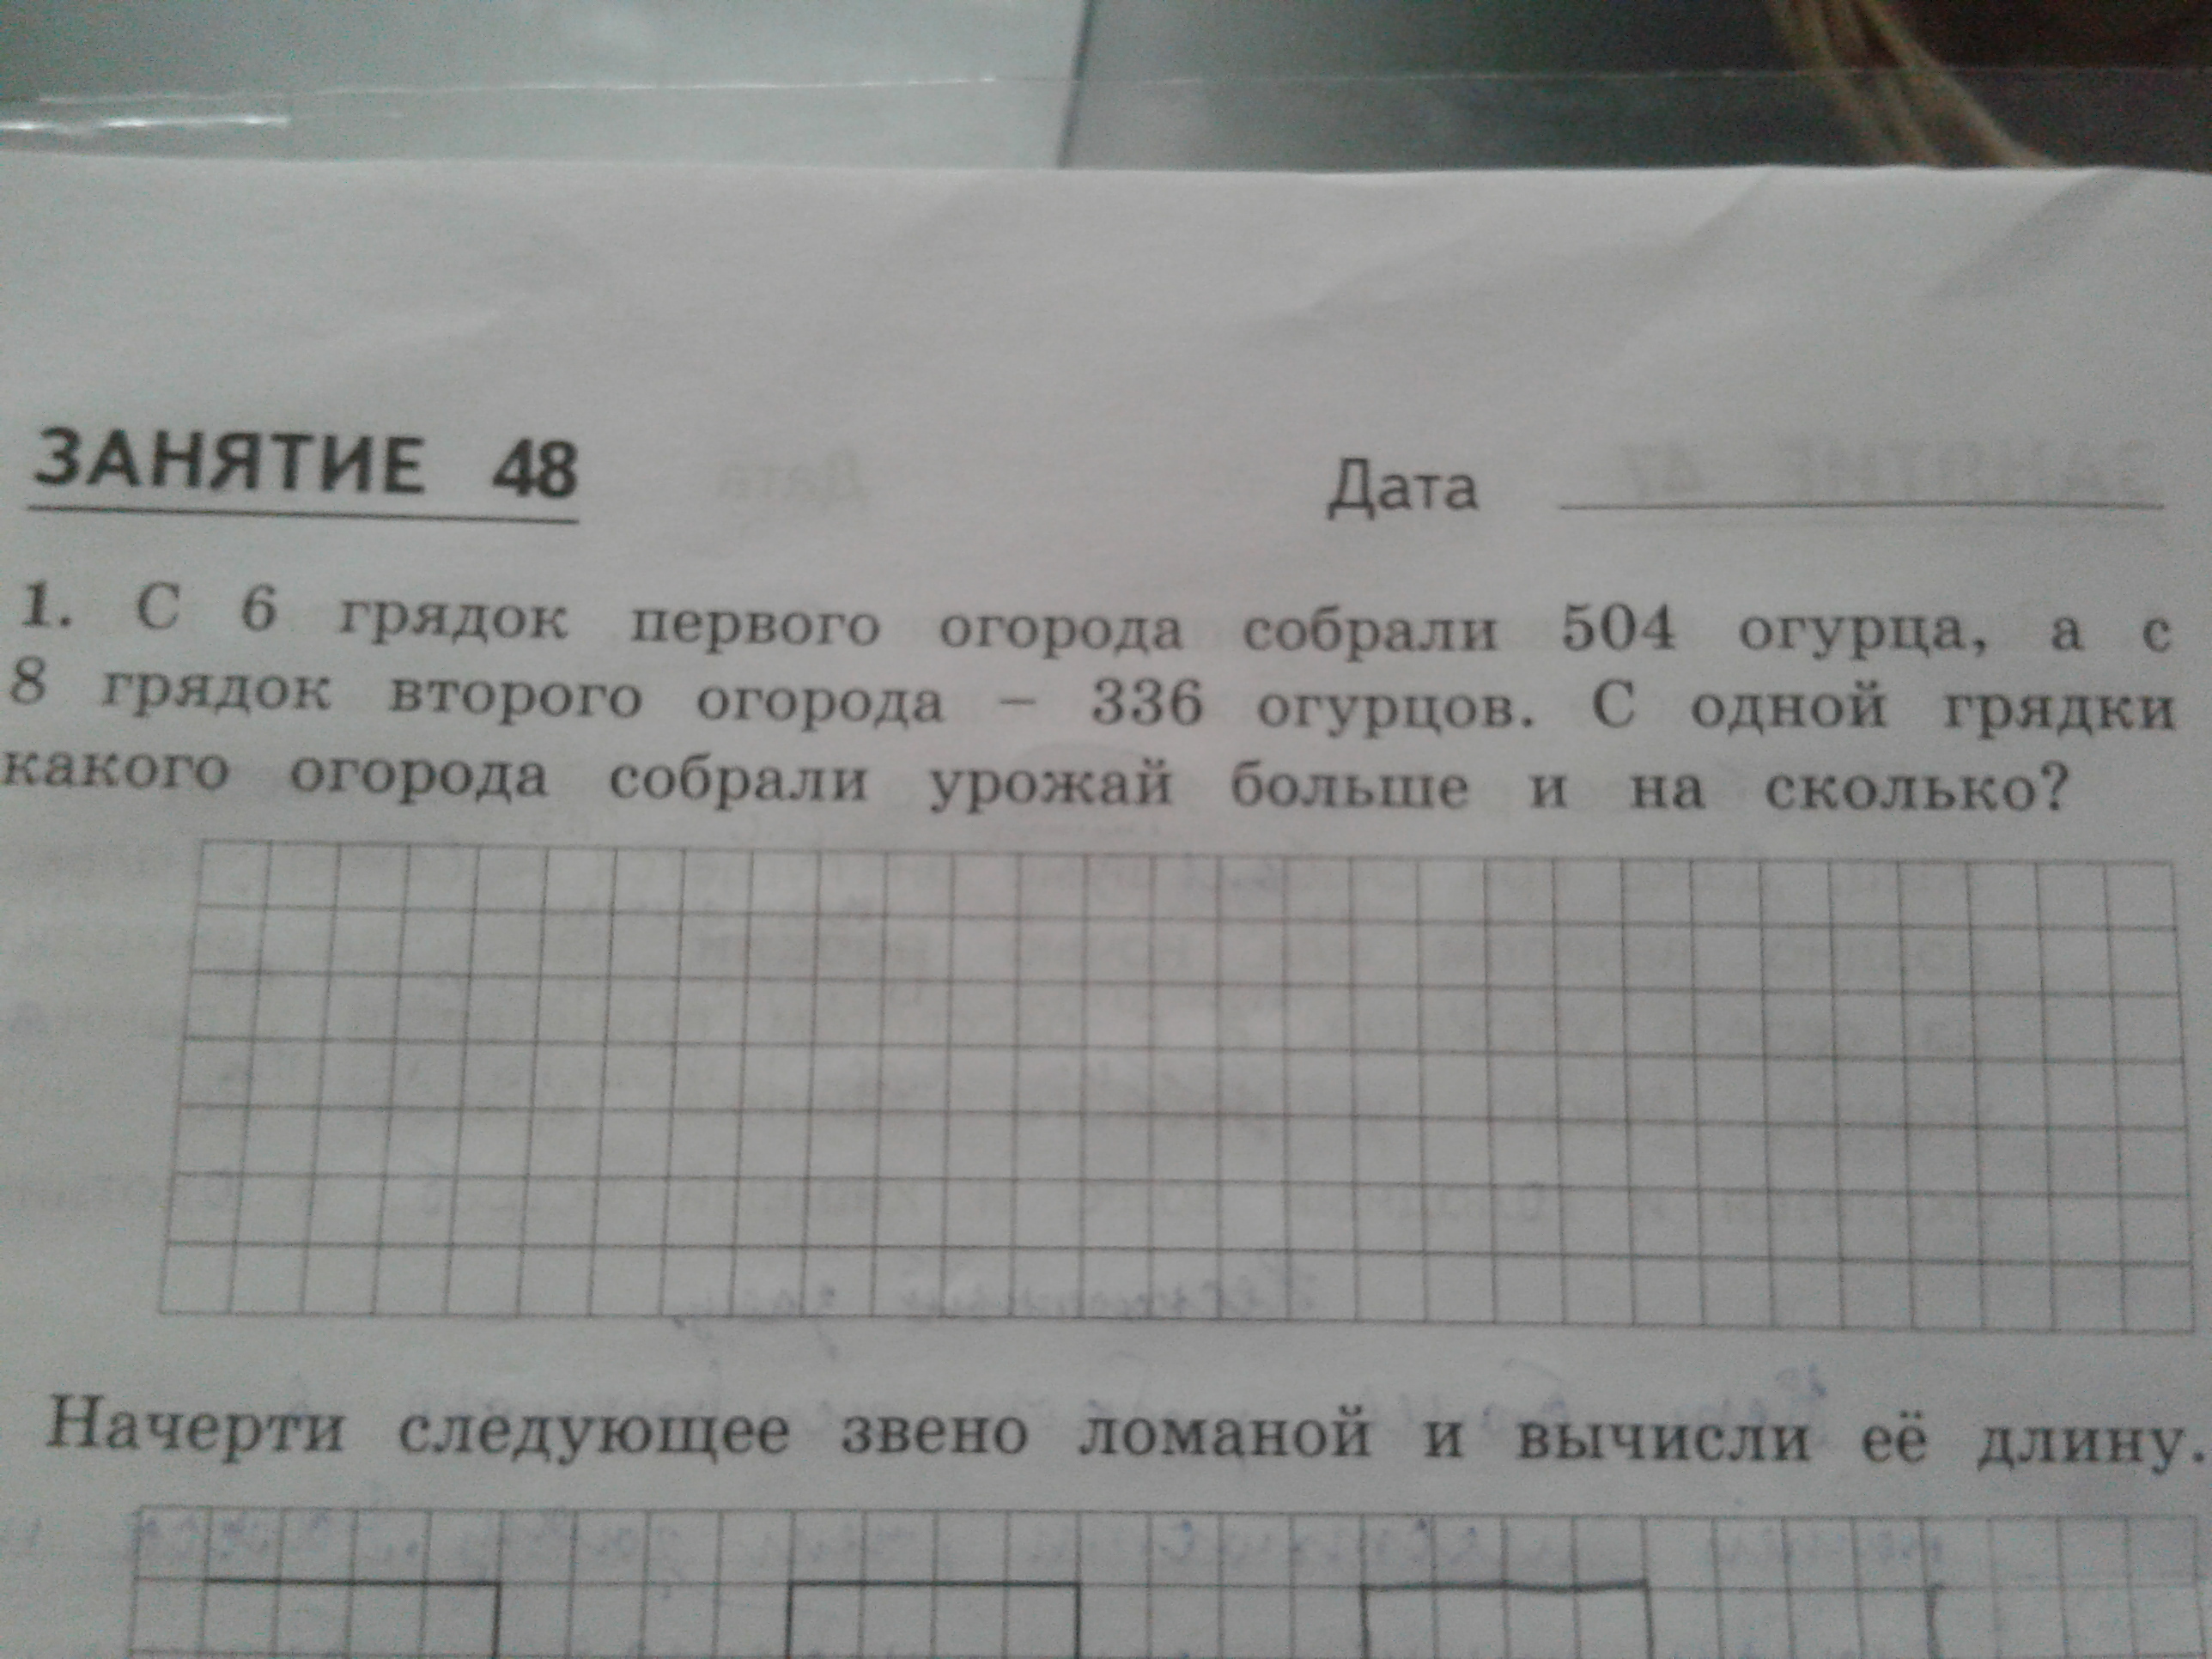 ЗАНЯТИЕ 48 Дата
1. С 6 грядок первого огорода собрали 504 огурца, а с
8 грядок второго огорода – 336 огурцов. С одной грядки
какого огорода собрали урожай больше и на сколько?
Начерти следующее звено ломаной и вычисли её длину.